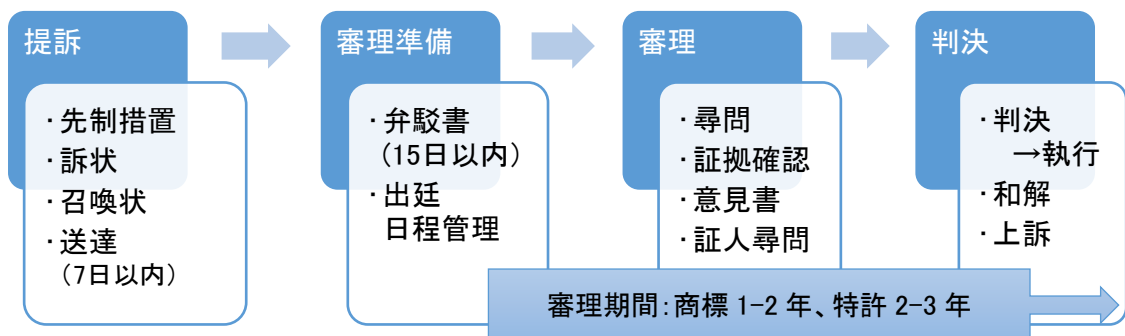 提訴
・先制措置
・訴状
・召喚状
・送達
(7日以内)
審理準備
・弁駁書
(15日以内)
・出廷
日程管理
審理
・尋問
・証拠確認
・意見書
・証人尋問
判決
・判決
→執行
・和解
・上訴
審理期間：商標 1-2 年、特許 2-3 年